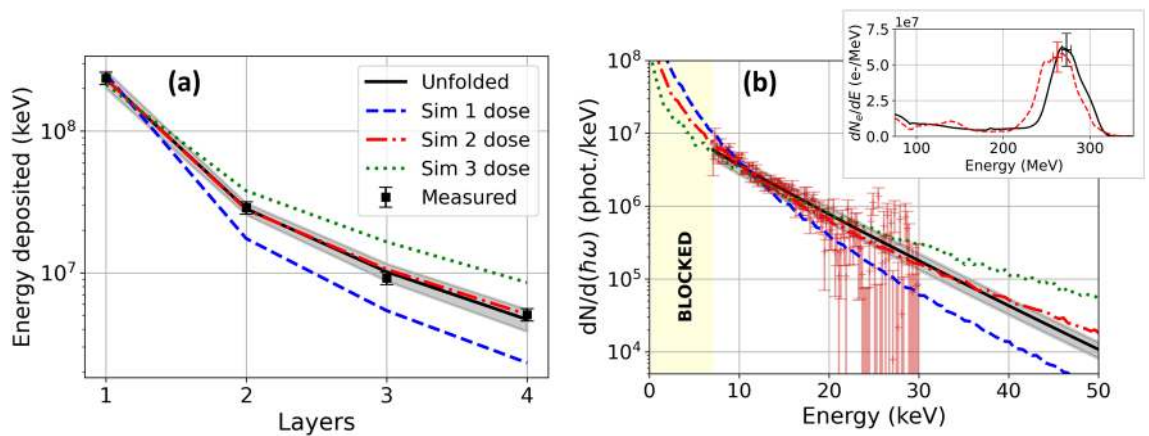 (a)
Unfolded
Sim 1 dose
Sim 2 dose
Sim 3 dose
Measured
Energy deposited (keV)
10^8
10^7
1 2 3 4
Layers
(b)
BLOCKED
dN/d(ħω) (phot./keV)
10^8
10^7
10^6
10^5
10^4
0 10 20 30 40 50
Energy (keV)
1e7
dN_e/dE (e-/MeV)
7.5
5.0
2.5
0.0
100 200 300
Energy (MeV)